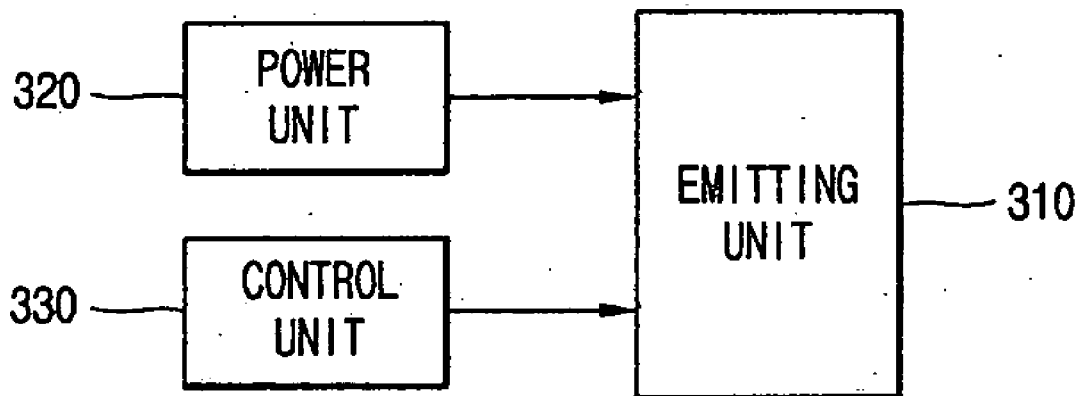 320
POWER
UNIT
330
CONTROL
UNIT
EMITTING
UNIT
310